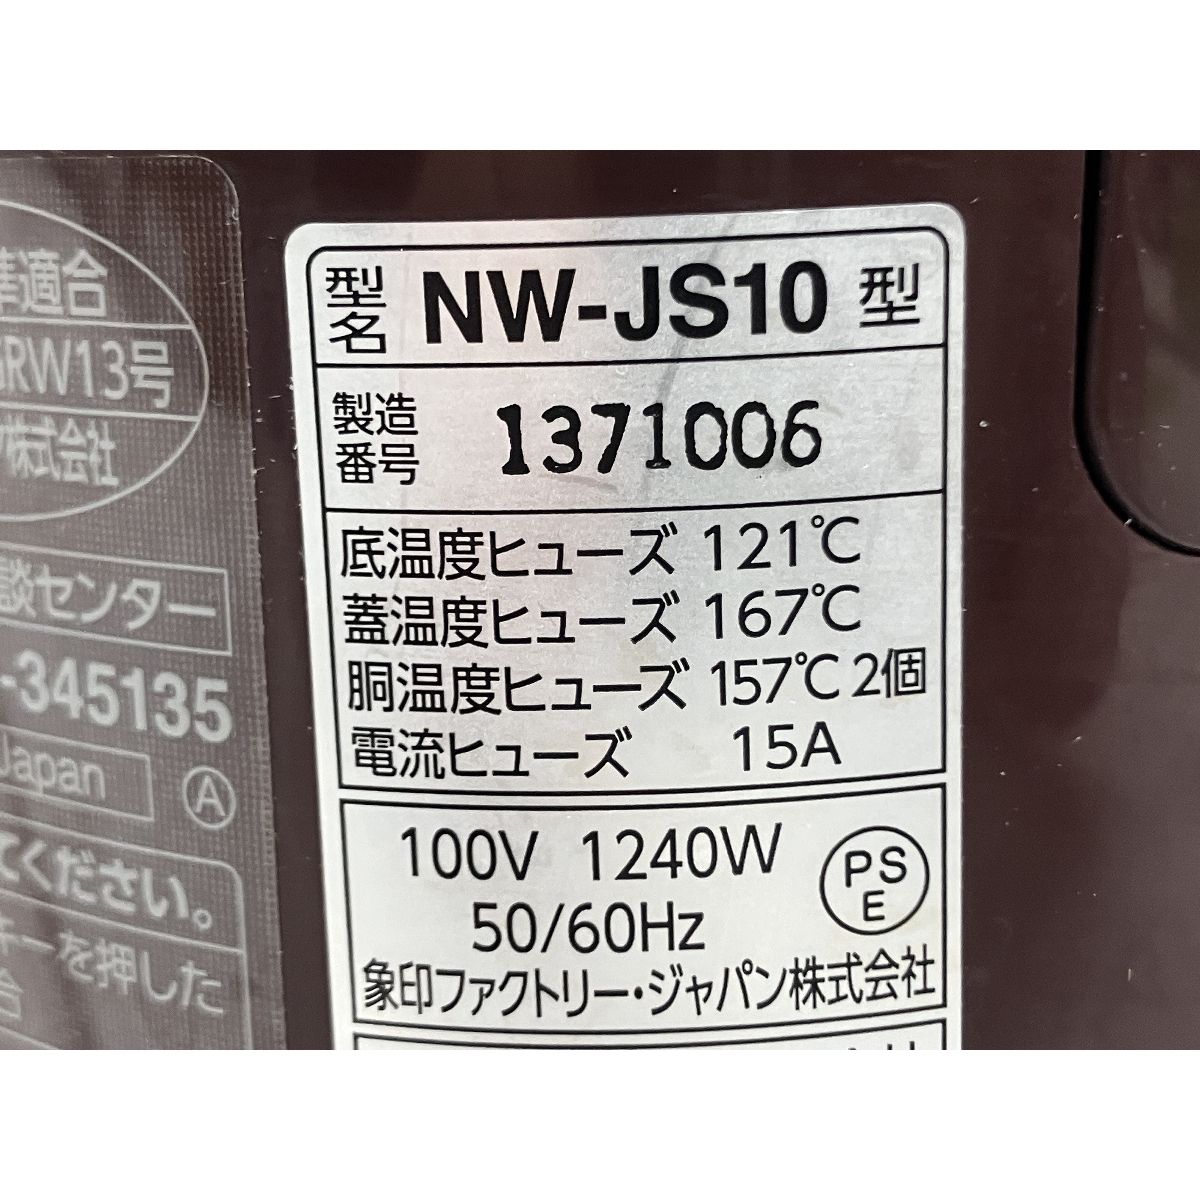 準適合
RW13号
株式会社
談センター
-345135
Japan
A
てください。
キーを押した
型名 NW-JS10 型
製造番号 1371006
底温度ヒューズ 121℃
蓋温度ヒューズ 167℃
胴温度ヒューズ 157℃ 2個
電流ヒューズ 15A
100V 1240W
50/60Hz
PSE
象印ファクトリー・ジャパン株式会社